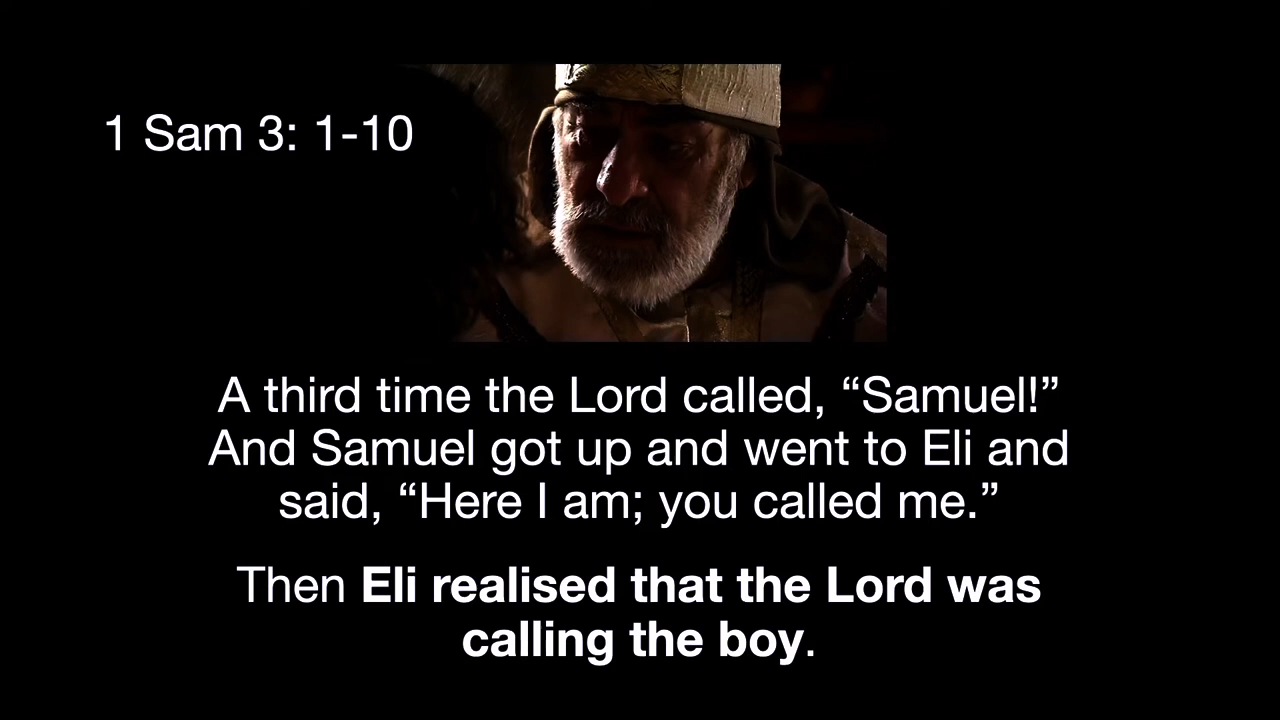 1 Sam 3: 1-10
A third time the Lord called, “Samuel!”
And Samuel got up and went to Eli and
said, “Here I am; you called me.”
Then Eli realised that the Lord was
calling the boy.